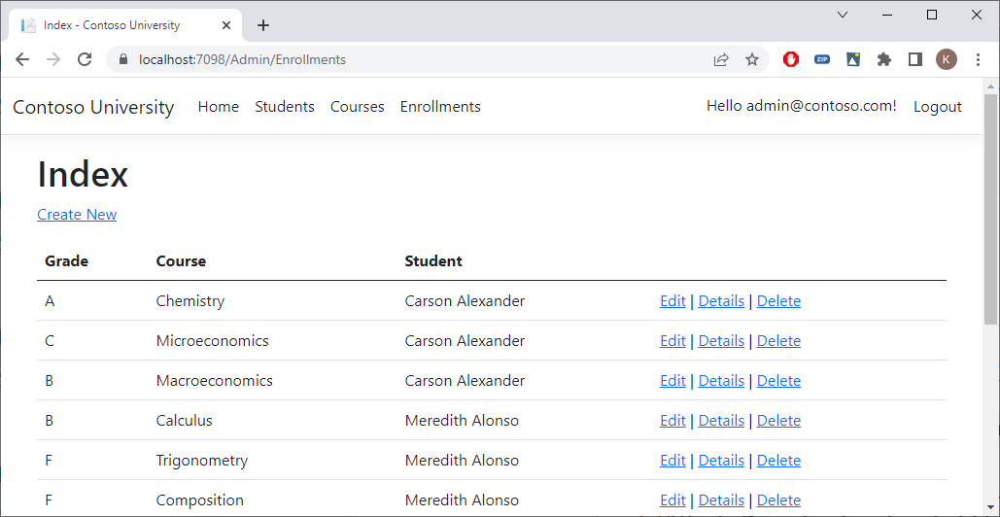 Index - Contoso University
localhost:7098/Admin/Enrollments
ZIP
K
Contoso University Home Students Courses Enrollments Hello admin@contoso.com! Logout
Index
Create New
Grade Course Student
A Chemistry Carson Alexander Edit | Details | Delete
C Microeconomics Carson Alexander Edit | Details | Delete
B Macroeconomics Carson Alexander Edit | Details | Delete
B Calculus Meredith Alonso Edit | Details | Delete
F Trigonometry Meredith Alonso Edit | Details | Delete
F Composition Meredith Alonso Edit | Details | Delete